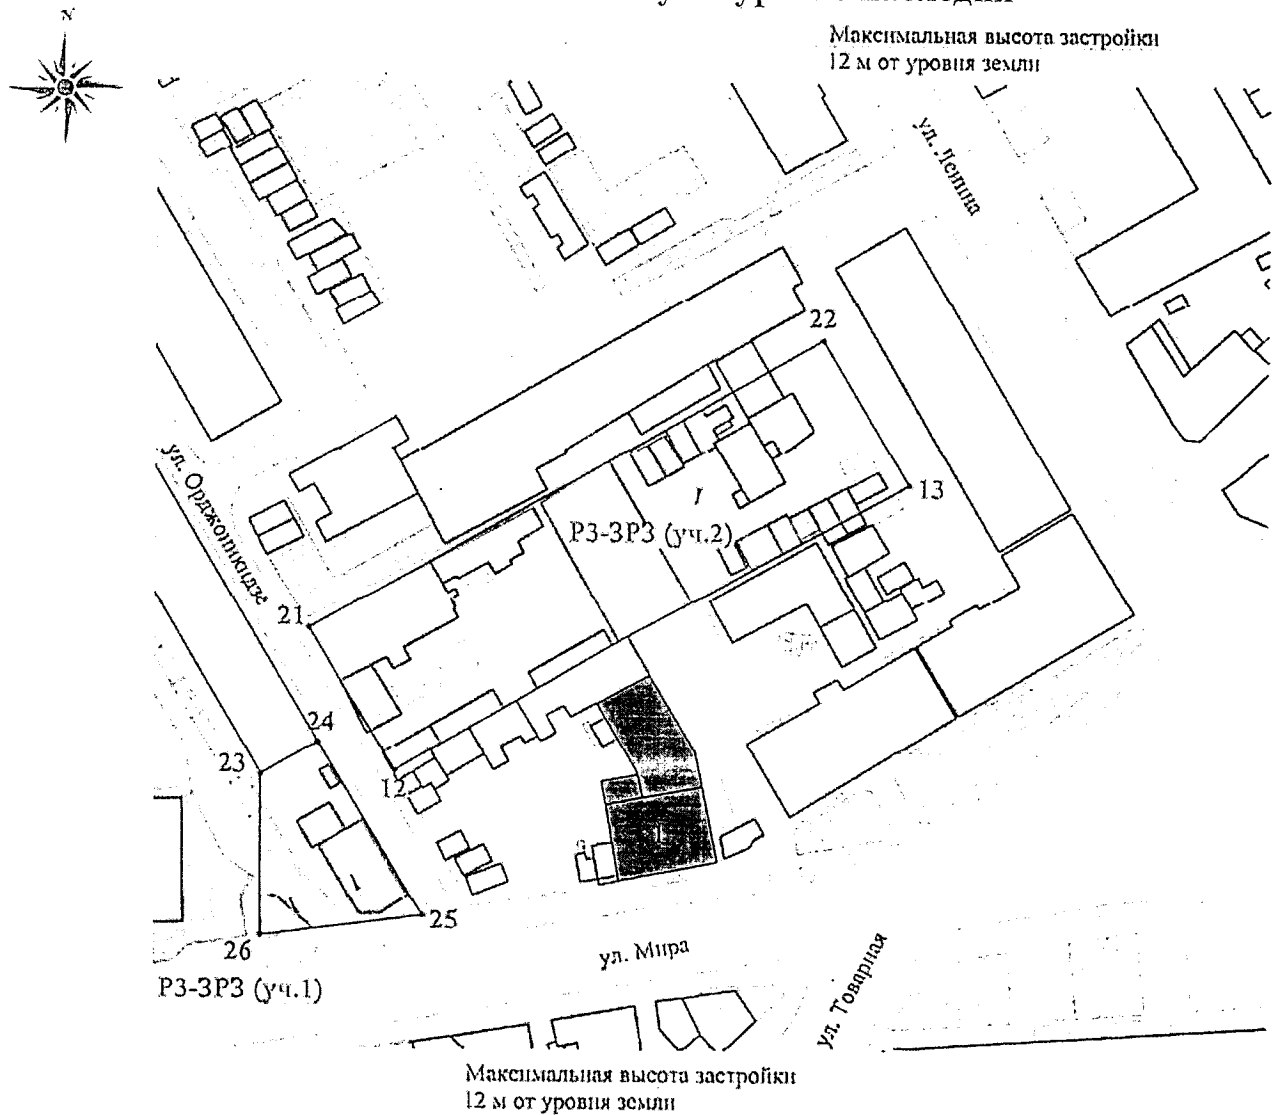 N
Максимальная высота застройки
12 м от уровня земли
ул. Ленина
22
ул. Орджоникидзе
13
I
РЗ-ЗРЗ (уч.2)
21
24
23
12
1
25
26
ул. Мира
РЗ-ЗРЗ (уч.1)
ул. Товарная
Максимальная высота застройки
12 м от уровня земли